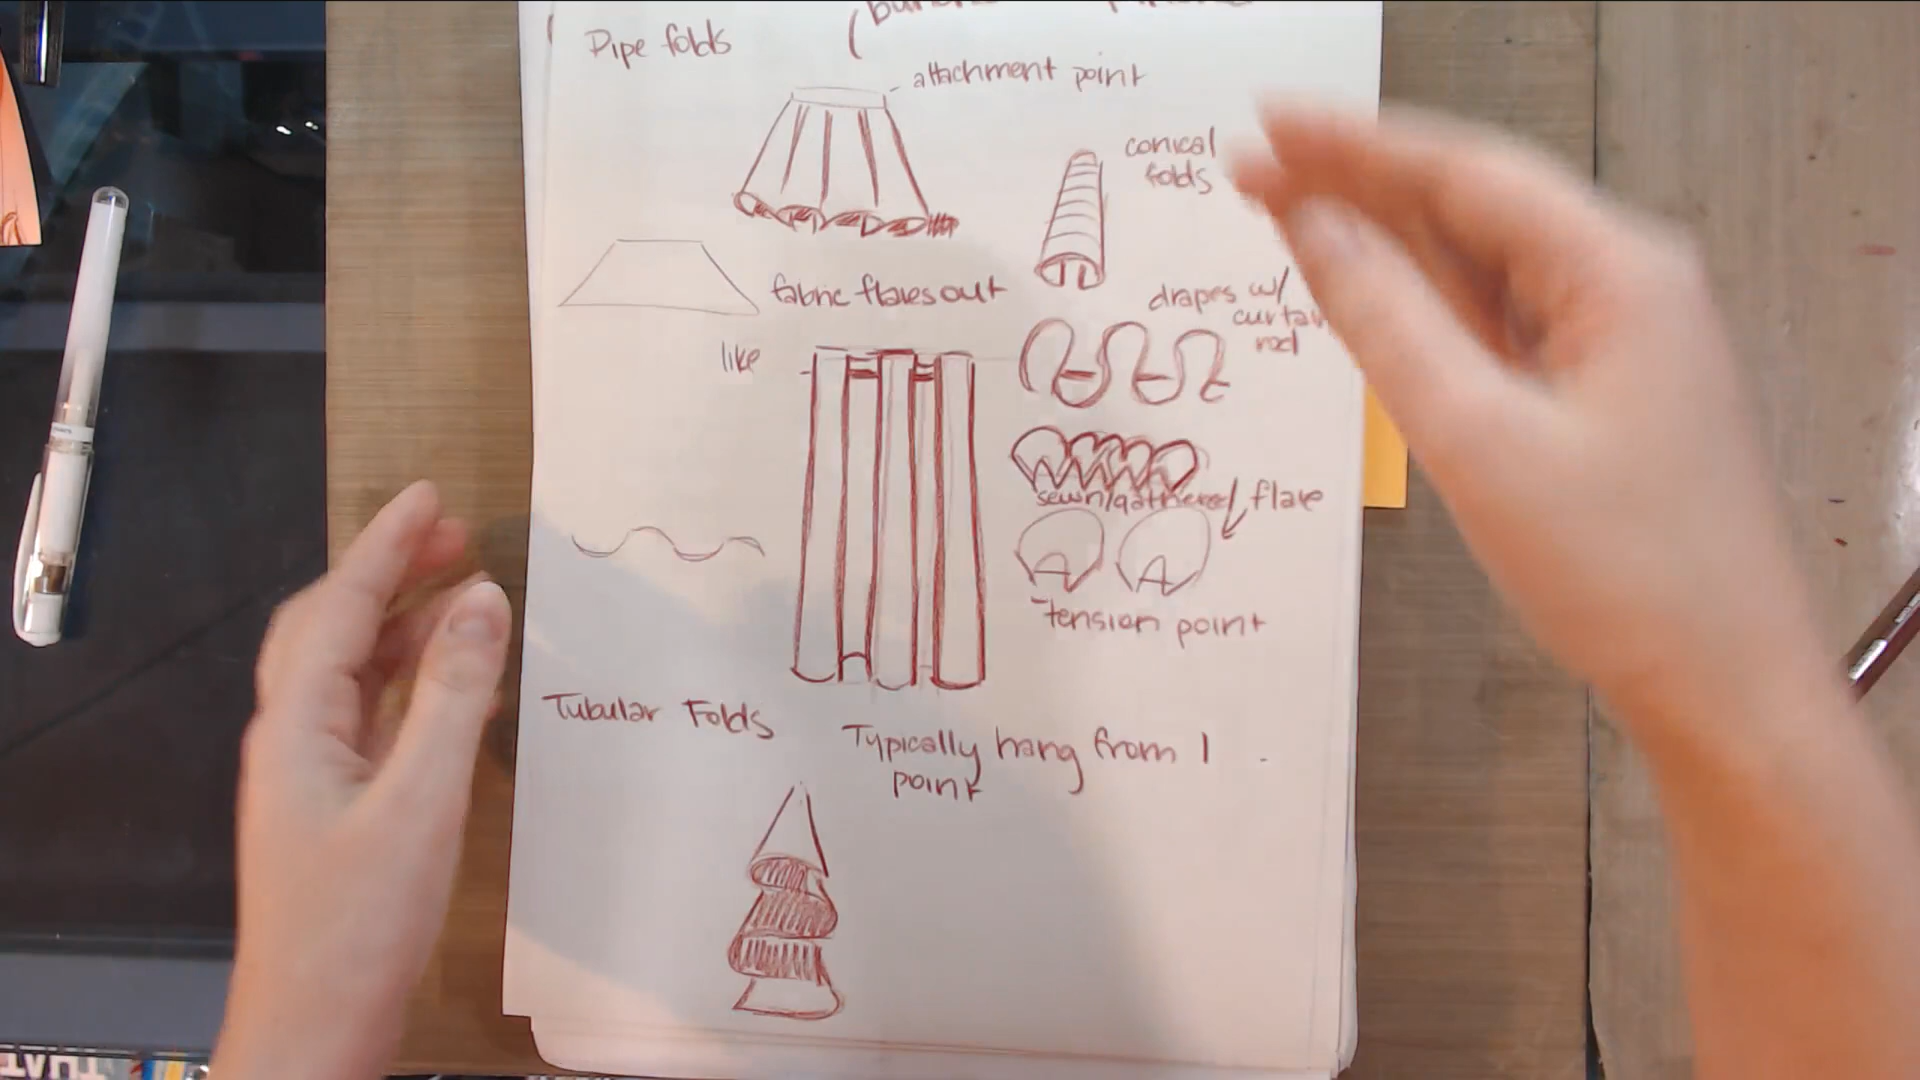 Pipe folds
attachment point
conical
folds
fabric flares out
drapes w/
curtain
rod
like
sewn/gathered
flare
-tension point
Tubular Folds
Typically hang from 1
point